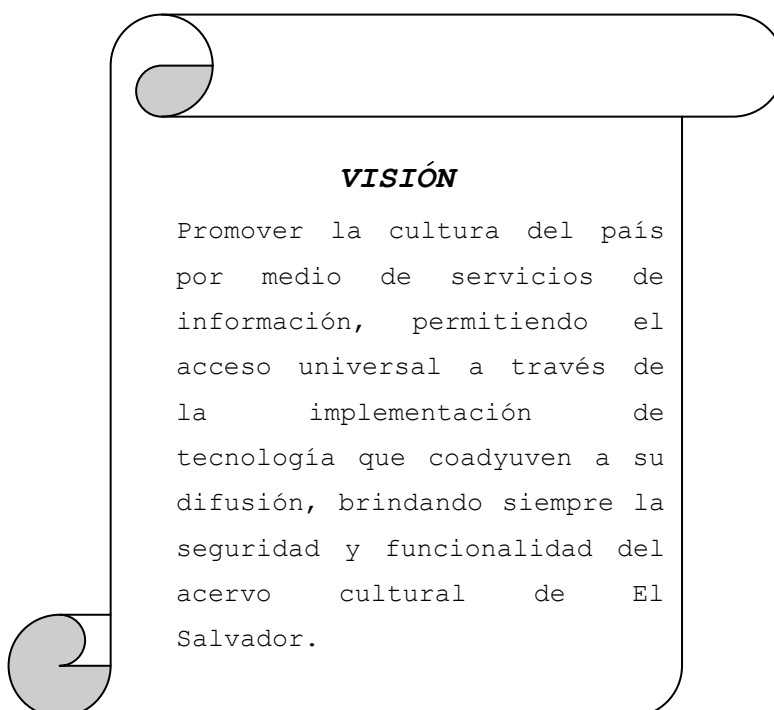 VISIÓN
Promover la cultura del país
por medio de servicios de
información, permitiendo el
acceso universal a través de
la implementación de
tecnología que coadyuven a su
difusión, brindando siempre la
seguridad y funcionalidad del
acervo cultural de El
Salvador.